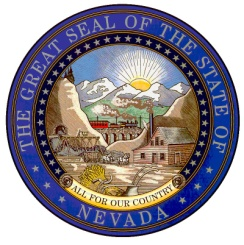 THE GREAT SEAL OF THE STATE OF
ALL FOR OUR COUNTRY
NEVADA